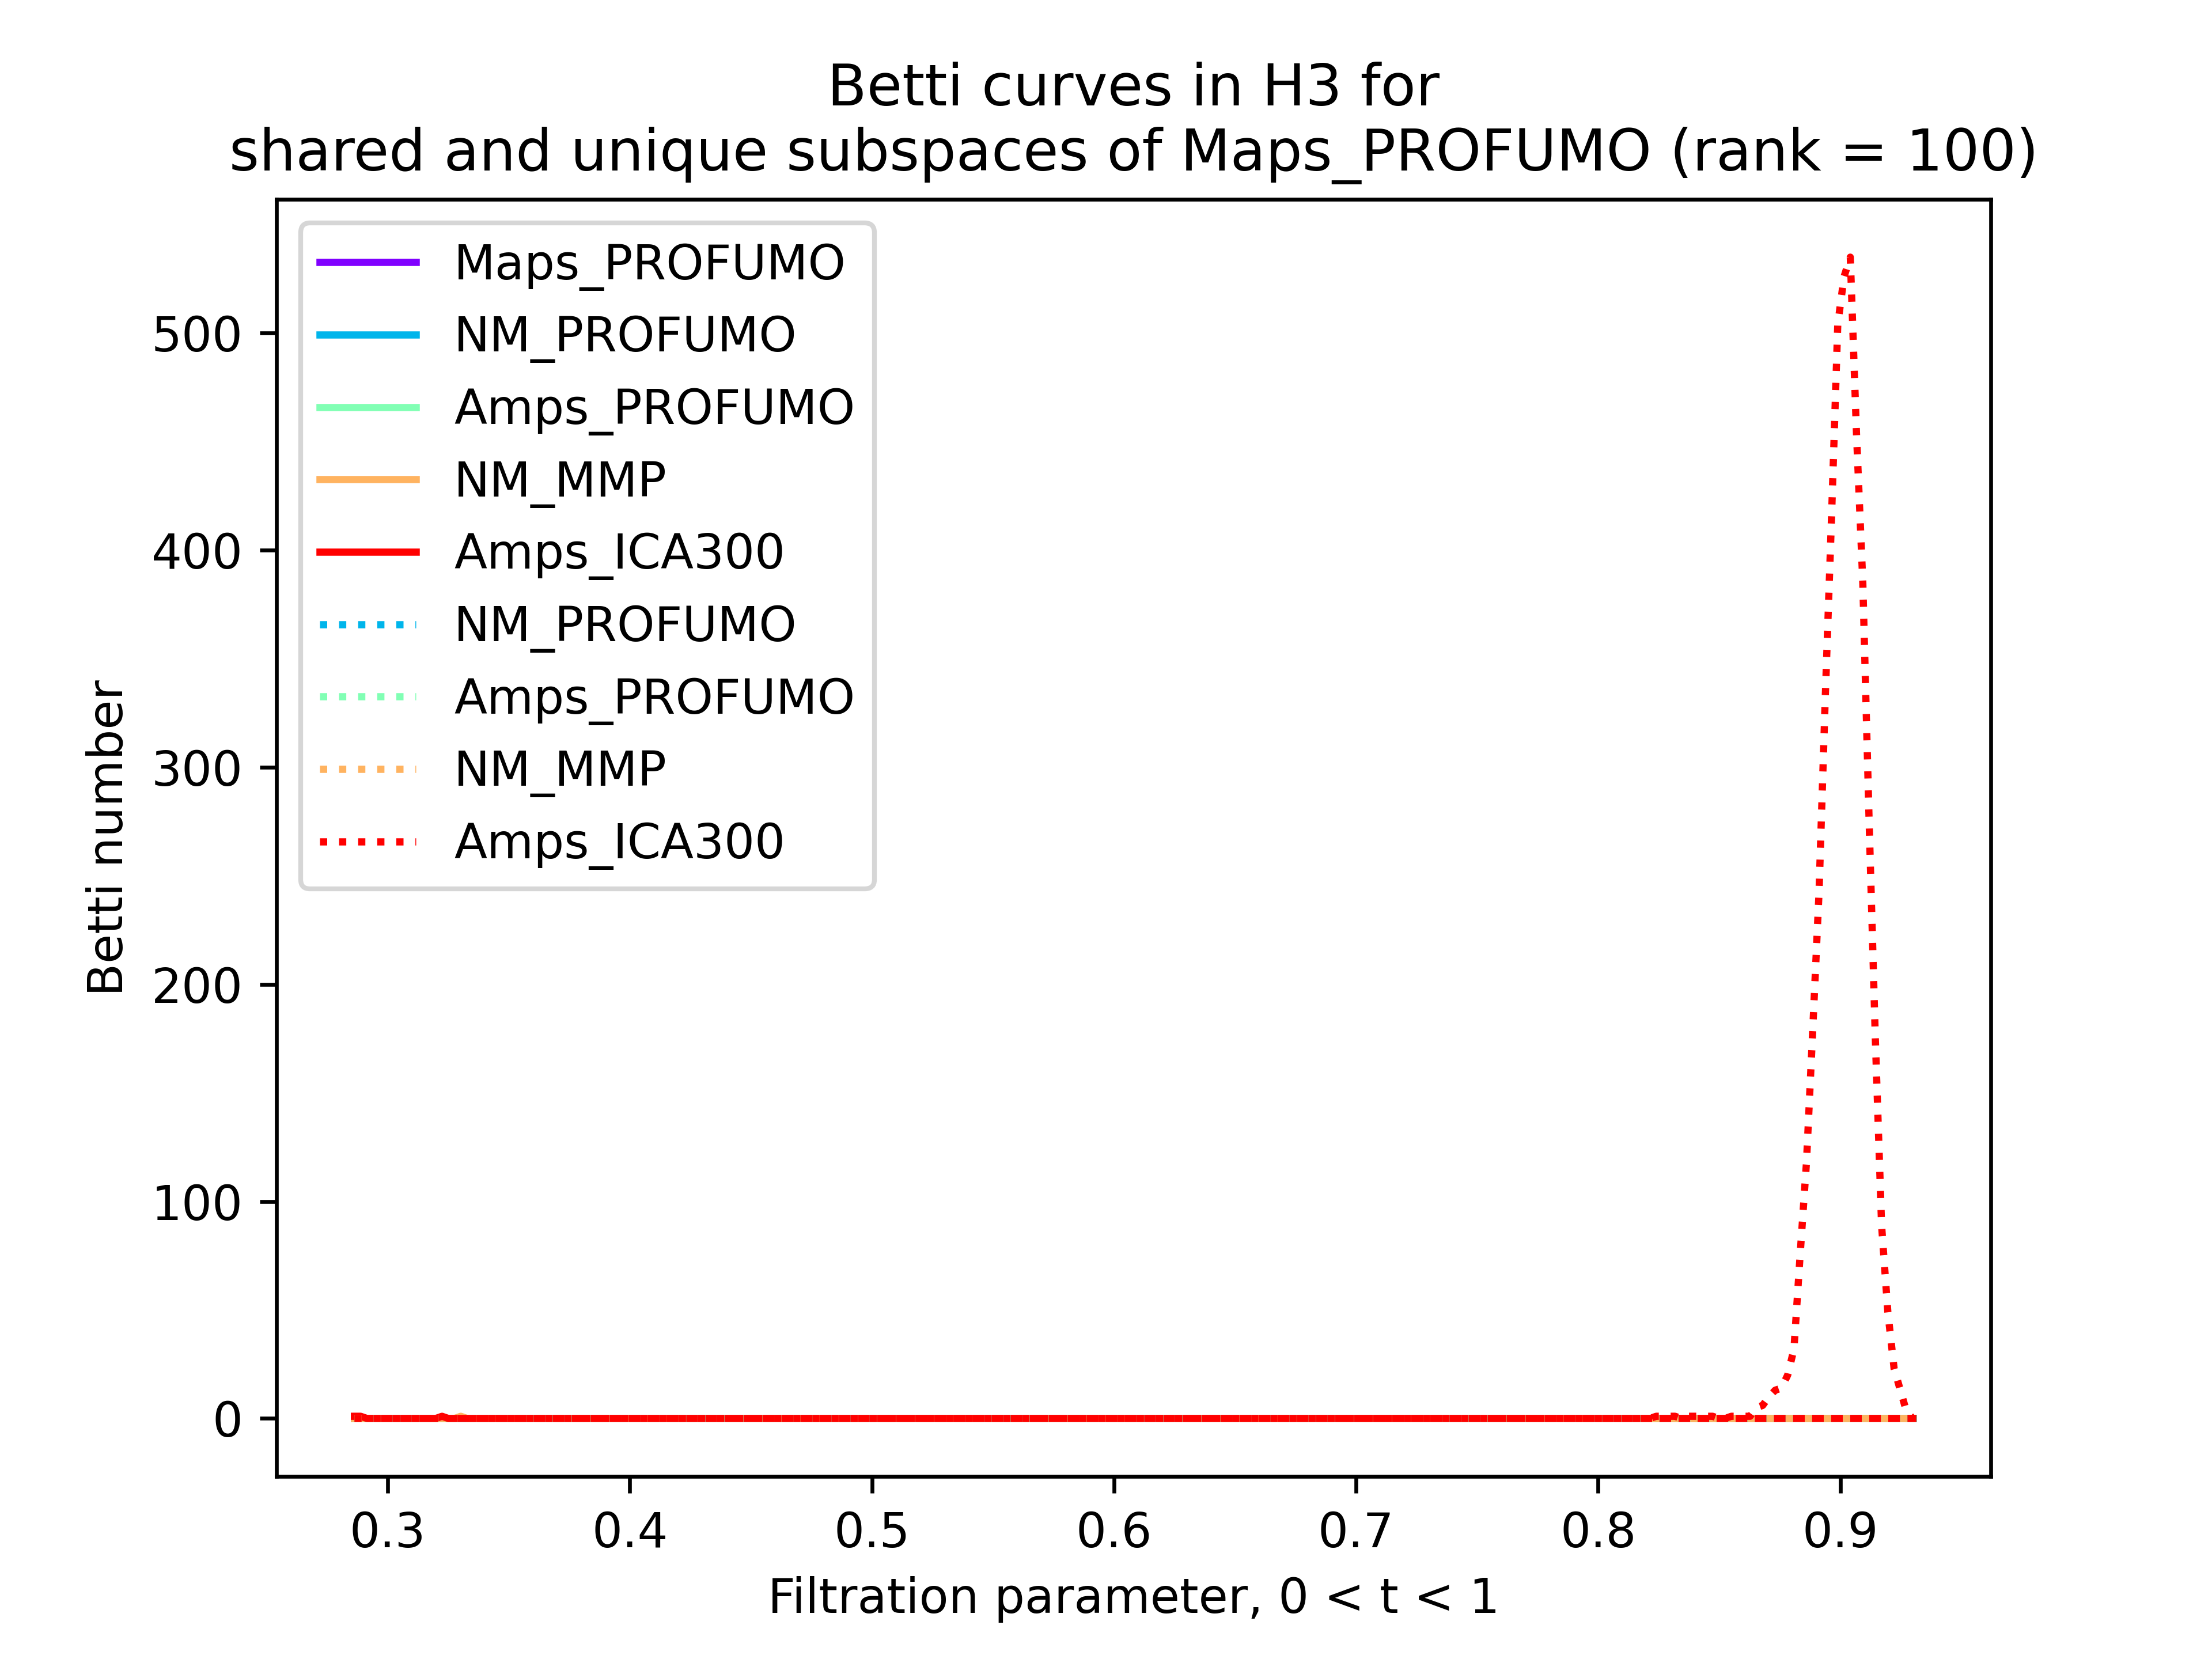 Betti curves in H3 for
shared and unique subspaces of Maps_PROFUMO (rank = 100)
Maps_PROFUMO
NM_PROFUMO
Amps_PROFUMO
NM_MMP
Amps_ICA300
NM_PROFUMO
Amps_PROFUMO
NM_MMP
Amps_ICA300
Betti number
500
400
300
200
100
0
0.3 0.4 0.5 0.6 0.7 0.8 0.9
Filtration parameter, 0 < t < 1